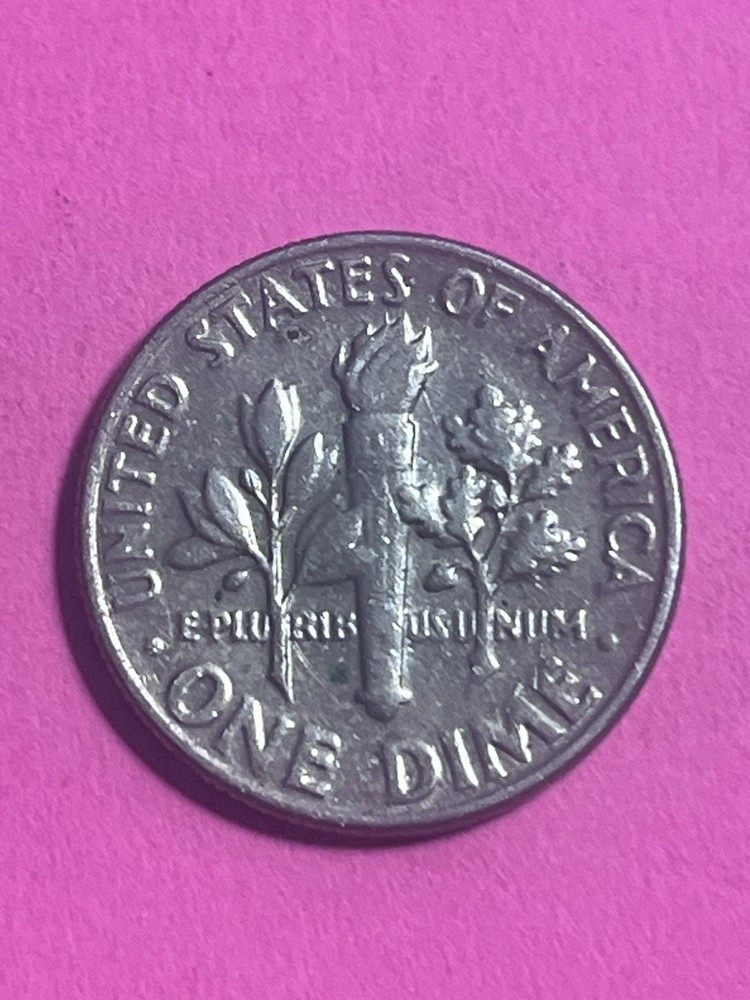 UNITED STATES OF AMERICA
E PLURIBUS UNUM
· ONE DIME ·